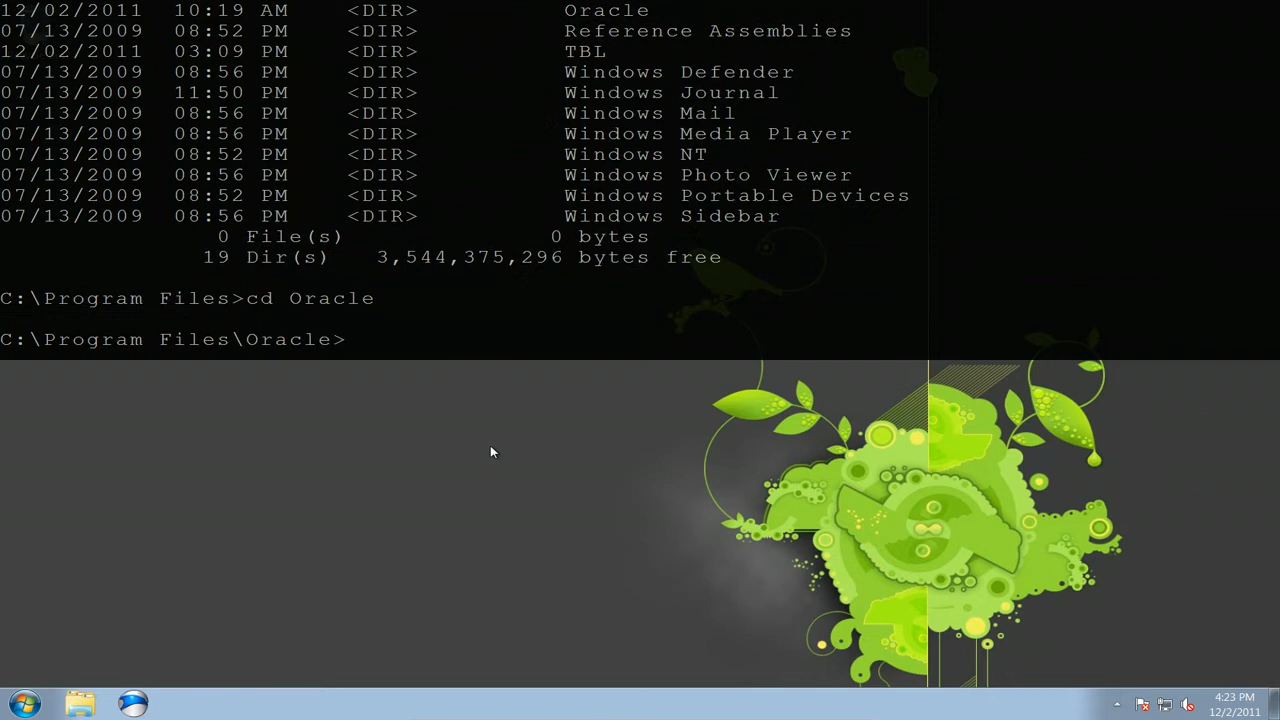 12/02/2011  10:19 AM    <DIR>          Oracle
07/13/2009  08:52 PM    <DIR>          Reference Assemblies
12/02/2011  03:09 PM    <DIR>          TBL
07/13/2009  08:56 PM    <DIR>          Windows Defender
07/13/2009  11:50 PM    <DIR>          Windows Journal
07/13/2009  08:56 PM    <DIR>          Windows Mail
07/13/2009  08:56 PM    <DIR>          Windows Media Player
07/13/2009  08:52 PM    <DIR>          Windows NT
07/13/2009  08:56 PM    <DIR>          Windows Photo Viewer
07/13/2009  08:52 PM    <DIR>          Windows Portable Devices
07/13/2009  08:56 PM    <DIR>          Windows Sidebar
0 File(s)              0 bytes
19 Dir(s)   3,544,375,296 bytes free
C:\Program Files>cd Oracle
C:\Program Files\Oracle>
4:23 PM
12/2/2011